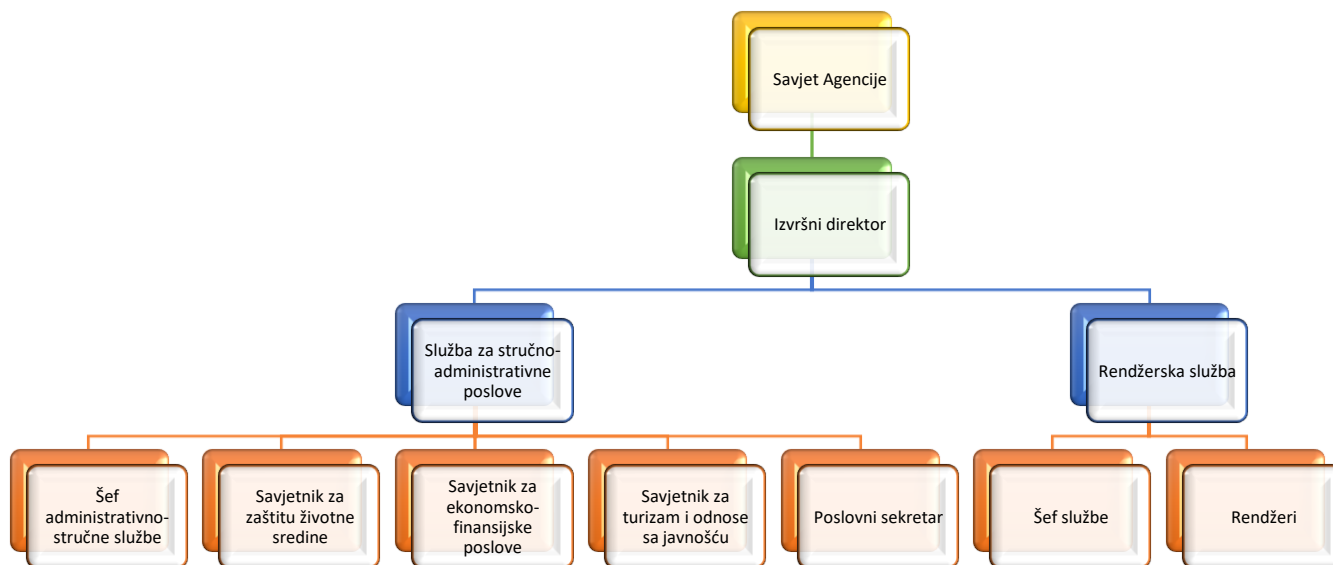 Savjet Agencije
Izvršni direktor
Služba za stručno-
administrativne
poslove
Rendžerska služba
Šef
administrativno-
stručne službe
Savjetnik za
zaštitu životne
sredine
Savjetnik za
ekonomsko-
finansijske
poslove
Savjetnik za
turizam i odnose
sa javnošću
Poslovni sekretar
Šef službe
Rendžeri